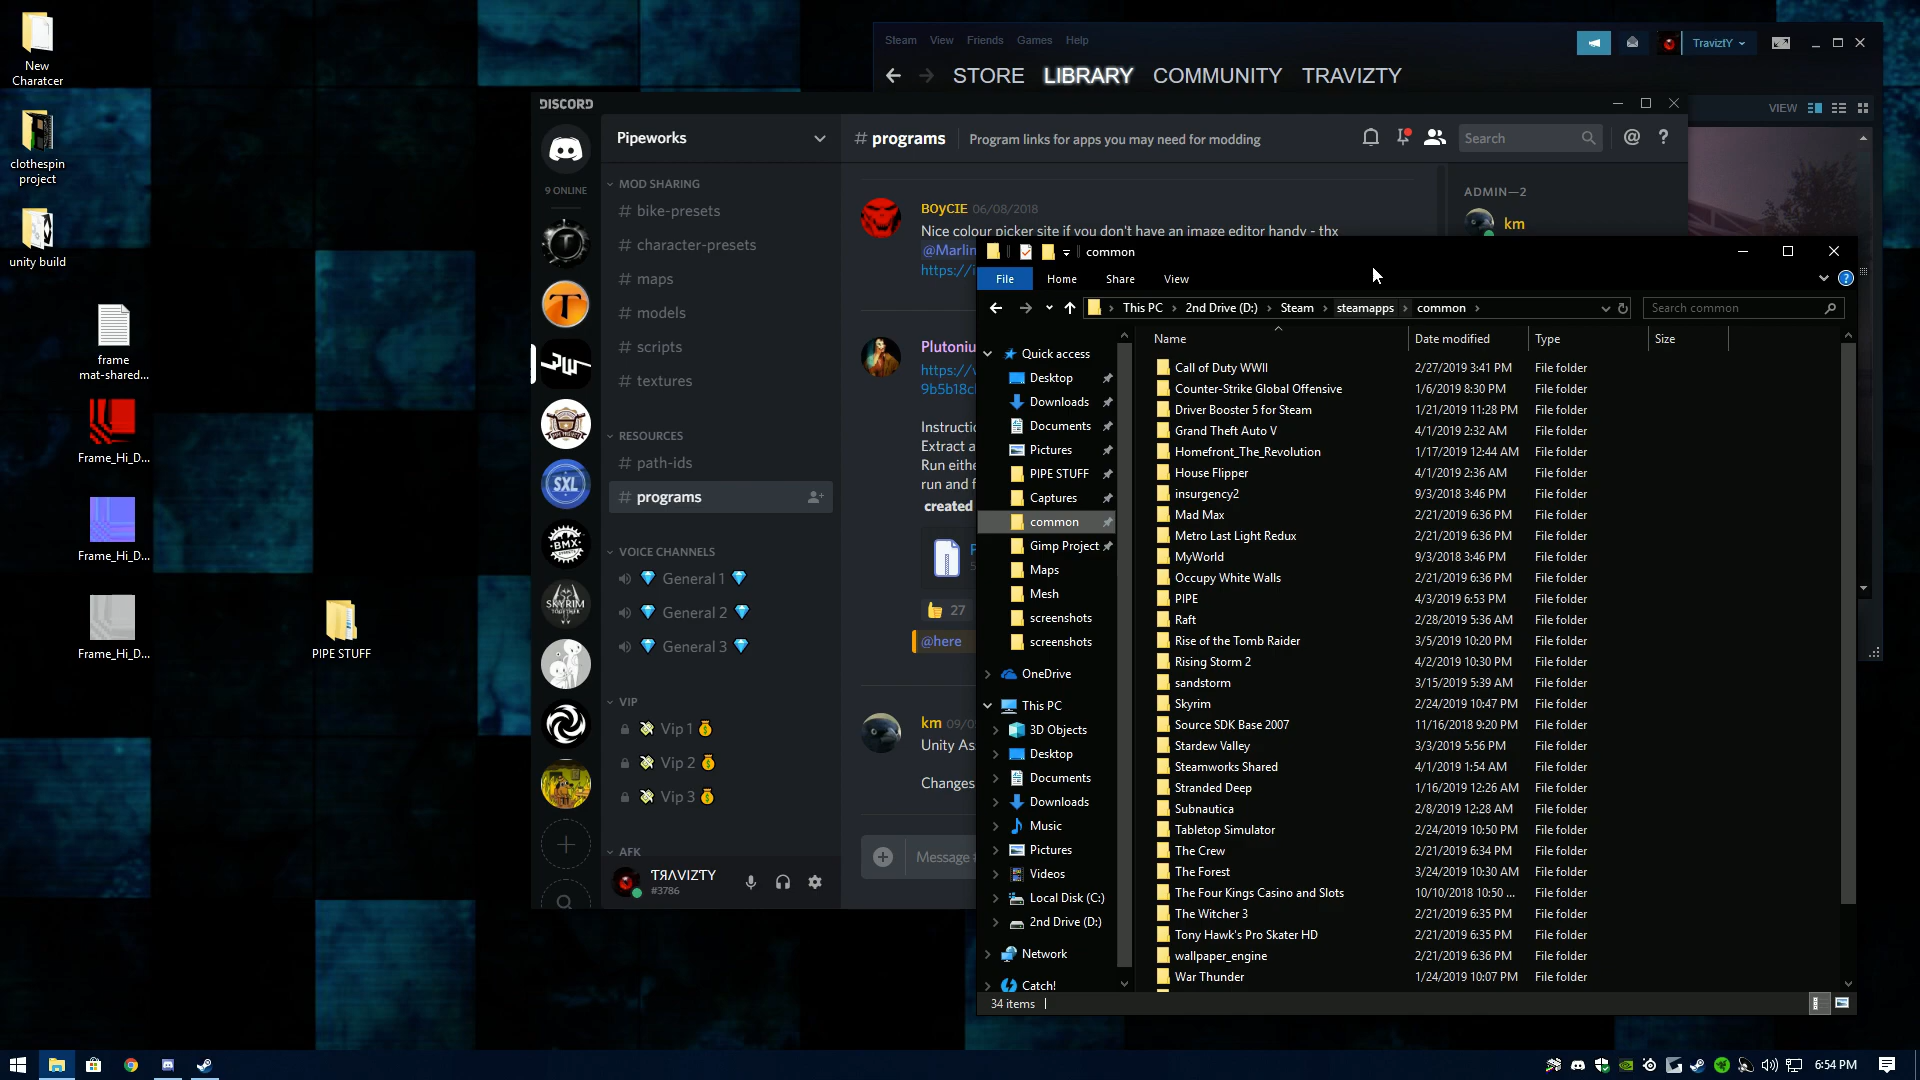 New
Charatcer
clothespin
project
unity build
frame
mat-shared...
Frame_Hi_D...
Frame_Hi_D...
Frame_Hi_D...
PIPE STUFF
Steam View Friends Games Help
TraviztY
STORE LIBRARY COMMUNITY TRAVIZTY
VIEW
DISCORD
9 ONLINE
SXL
BMX
SKYRIM
TOGETHER
Pipeworks
MOD SHARING
# bike-presets
# character-presets
# maps
# models
# scripts
# textures
RESOURCES
# path-ids
# programs
VOICE CHANNELS
General 1
General 2
General 3
VIP
Vip 1
Vip 2
Vip 3
AFK
TЯΛVIZTY
#3786
# programs Program links for apps you may need for modding
Search
@ ?
ADMIN—2
km
BOyCIE 06/08/2018
Nice colour picker site if you don't have an image editor handy - thx
@Marlin
https://i
Plutoniu
https://v
9b5b18c
Instructi
Extract a
Run eithe
run and f
created
27
@here
km 09/0
Unity As
Changes
Message
common
File Home Share View
This PC 2nd Drive (D:) Steam steamapps common
Search common
Quick access
Desktop
Downloads
Documents
Pictures
PIPE STUFF
Captures
common
Gimp Project
Maps
Mesh
screenshots
screenshots
OneDrive
This PC
3D Objects
Desktop
Documents
Downloads
Music
Pictures
Videos
Local Disk (C:)
2nd Drive (D:)
Network
Catch!
Name Date modified Type Size
Call of Duty WWII 2/27/2019 3:41 PM File folder
Counter-Strike Global Offensive 1/6/2019 8:30 PM File folder
Driver Booster 5 for Steam 1/21/2019 11:28 PM File folder
Grand Theft Auto V 4/1/2019 2:32 AM File folder
Homefront_The_Revolution 1/17/2019 12:44 AM File folder
House Flipper 4/1/2019 2:36 AM File folder
insurgency2 9/3/2018 3:46 PM File folder
Mad Max 2/21/2019 6:36 PM File folder
Metro Last Light Redux 2/21/2019 6:36 PM File folder
MyWorld 9/3/2018 3:46 PM File folder
Occupy White Walls 2/21/2019 6:36 PM File folder
PIPE 4/3/2019 6:53 PM File folder
Raft 2/28/2019 5:36 AM File folder
Rise of the Tomb Raider 3/5/2019 10:20 PM File folder
Rising Storm 2 4/2/2019 10:30 PM File folder
sandstorm 3/15/2019 5:39 AM File folder
Skyrim 2/24/2019 10:47 PM File folder
Source SDK Base 2007 11/16/2018 9:20 PM File folder
Stardew Valley 3/3/2019 5:56 PM File folder
Steamworks Shared 4/1/2019 1:54 AM File folder
Stranded Deep 1/16/2019 12:26 AM File folder
Subnautica 2/8/2019 12:28 AM File folder
Tabletop Simulator 2/24/2019 10:50 PM File folder
The Crew 2/21/2019 6:34 PM File folder
The Forest 3/24/2019 10:30 AM File folder
The Four Kings Casino and Slots 10/10/2018 10:50 ... File folder
The Witcher 3 2/21/2019 6:35 PM File folder
Tony Hawk's Pro Skater HD 2/21/2019 6:35 PM File folder
wallpaper_engine 2/21/2019 6:36 PM File folder
War Thunder 1/24/2019 10:07 PM File folder
34 items
6:54 PM